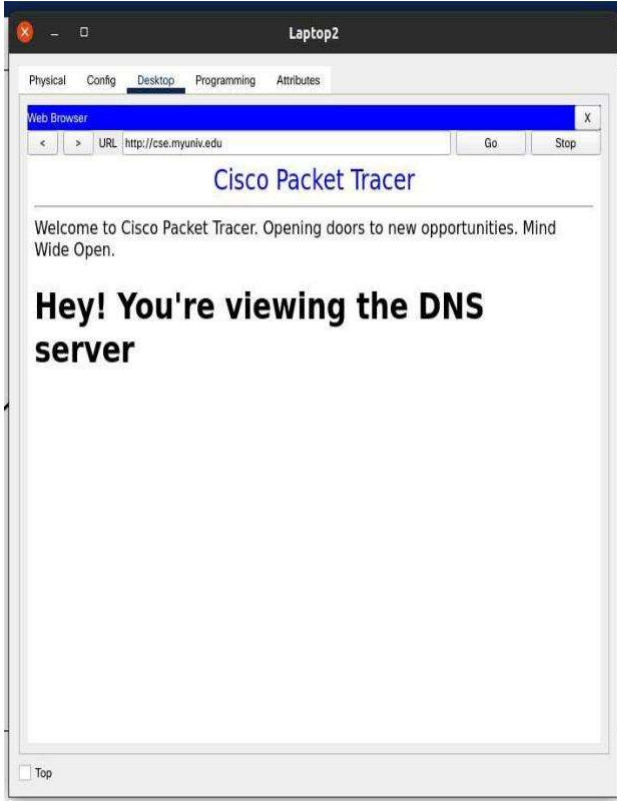 Laptop2
Physical Config Desktop Programming Attributes
Web Browser X
< > URL http://cse.myuniv.edu Go Stop
Cisco Packet Tracer
Welcome to Cisco Packet Tracer. Opening doors to new opportunities. Mind
Wide Open.
Hey! You're viewing the DNS
server
Top